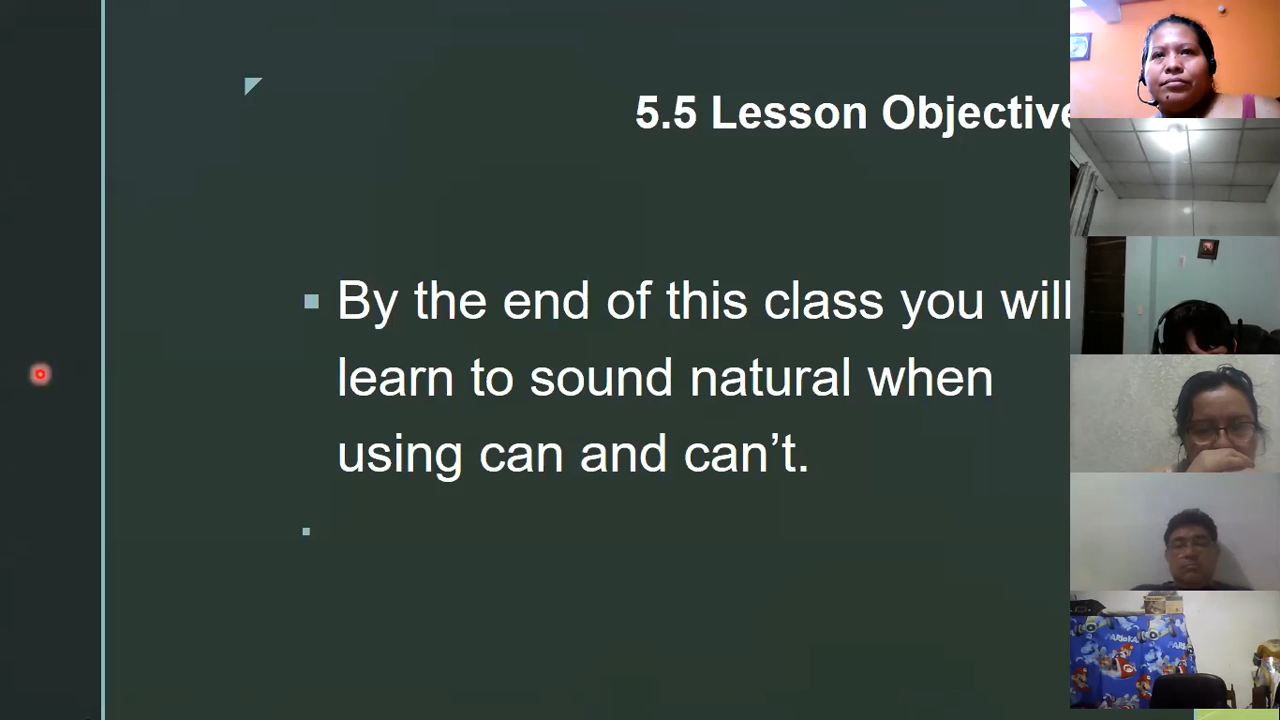 5.5 Lesson Objective
By the end of this class you will
learn to sound natural when
using can and can’t.